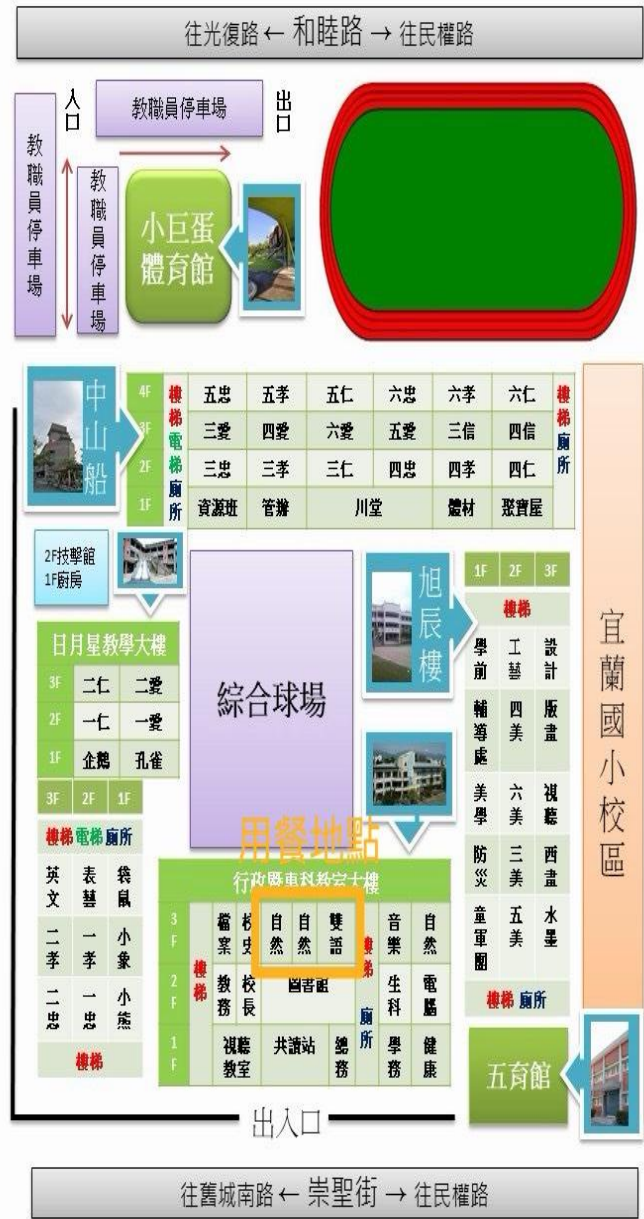 往光復路 ← 和睦路 → 往民權路
入口
教職員停車場
出口
教職員停車場
教職員停車場
小巨蛋
體育館
中山船
4F 樓梯 電梯 廁所 五忠 五孝 五仁 六忠 六孝 六仁 樓梯 廁所
3F 三愛 四愛 六愛 五愛 三信 四信
2F 三忠 三孝 三仁 四忠 四孝 四仁
1F 資源班 管辦 川堂 體材 聚寶屋
2F技擊館
1F廚房
日月星教學大樓
3F 二仁 二愛
2F 一仁 一愛
1F 企鵝 孔雀
綜合球場
旭辰樓
1F 2F 3F
樓梯
學前 工藝 設計
輔導處 四美 版畫
美學 六美 視聽
防災 三美 西畫
童軍團 五美 水墨
樓梯 廁所
宜蘭國小校區
3F 2F 1F
樓梯 電梯 廁所
英文 表藝 袋鼠
二孝 一孝 小象
二忠 一忠 小熊
樓梯
用餐地點
行政暨專科教室大樓
3F 樓梯 檔案 校史 自然 自然 雙語 樓梯 廁所 音樂 自然
2F 教務 校長 圖書館 生科 電腦
1F 視聽教室 共讀站 總務 學務 健康
五育館
出入口
往舊城南路 ← 崇聖街 → 往民權路